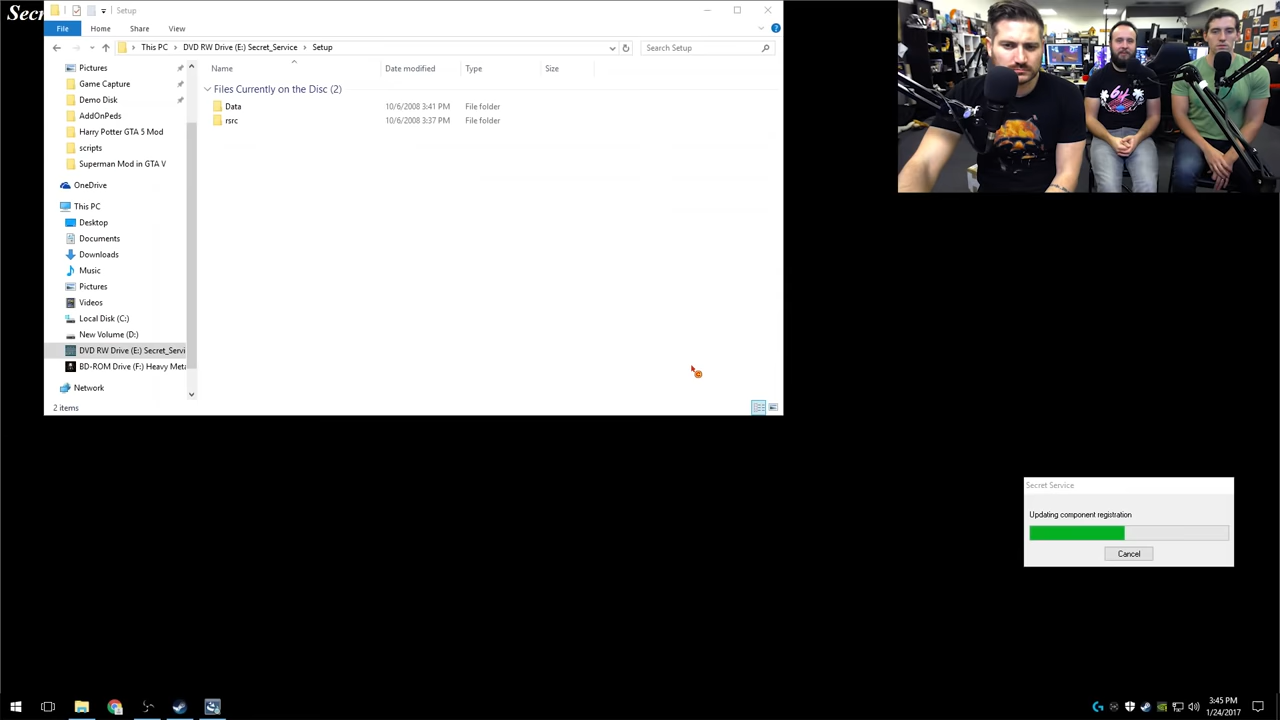 Secr
Setup
File
Home
Share
View
This PC
DVD RW Drive (E:) Secret_Service
Setup
Search Setup
Name
Date modified
Type
Size
Files Currently on the Disc (2)
Data
10/6/2008 3:41 PM
File folder
rsrc
10/6/2008 3:37 PM
File folder
Pictures
Game Capture
Demo Disk
AddOnPeds
Harry Potter GTA 5 Mod
scripts
Superman Mod in GTA V
OneDrive
This PC
Desktop
Documents
Downloads
Music
Pictures
Videos
Local Disk (C:)
New Volume (D:)
DVD RW Drive (E:) Secret_Servi
BD-ROM Drive (F:) Heavy Meta
Network
2 items
Secret Service
Updating component registration
Cancel
3:45 PM
1/24/2017